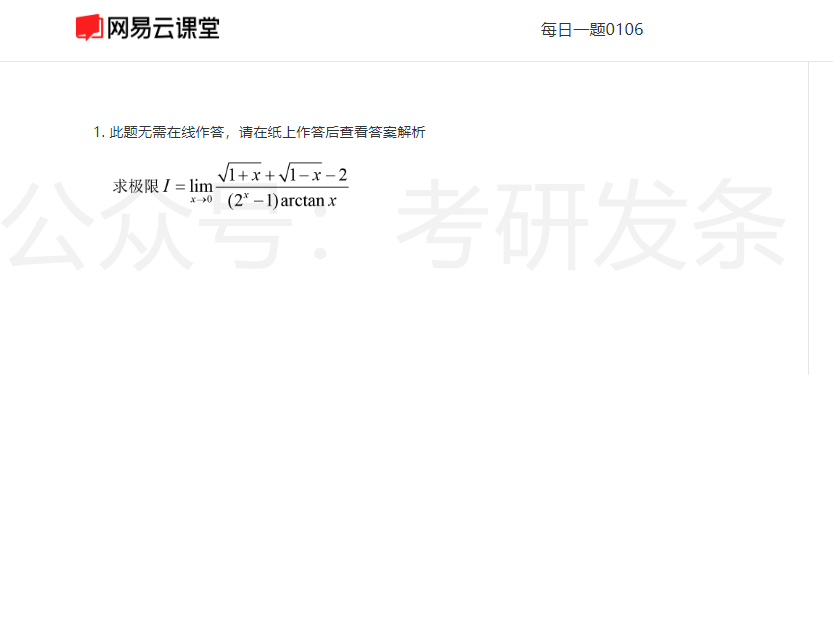 网易云课堂
每日一题0106
1. 此题无需在线作答，请在纸上作答后查看答案解析
求极限 I = lim_{x→0} \frac{\sqrt{1+x}+\sqrt{1-x}-2}{(2^x-1)\arctan x}
公众号：考研发条